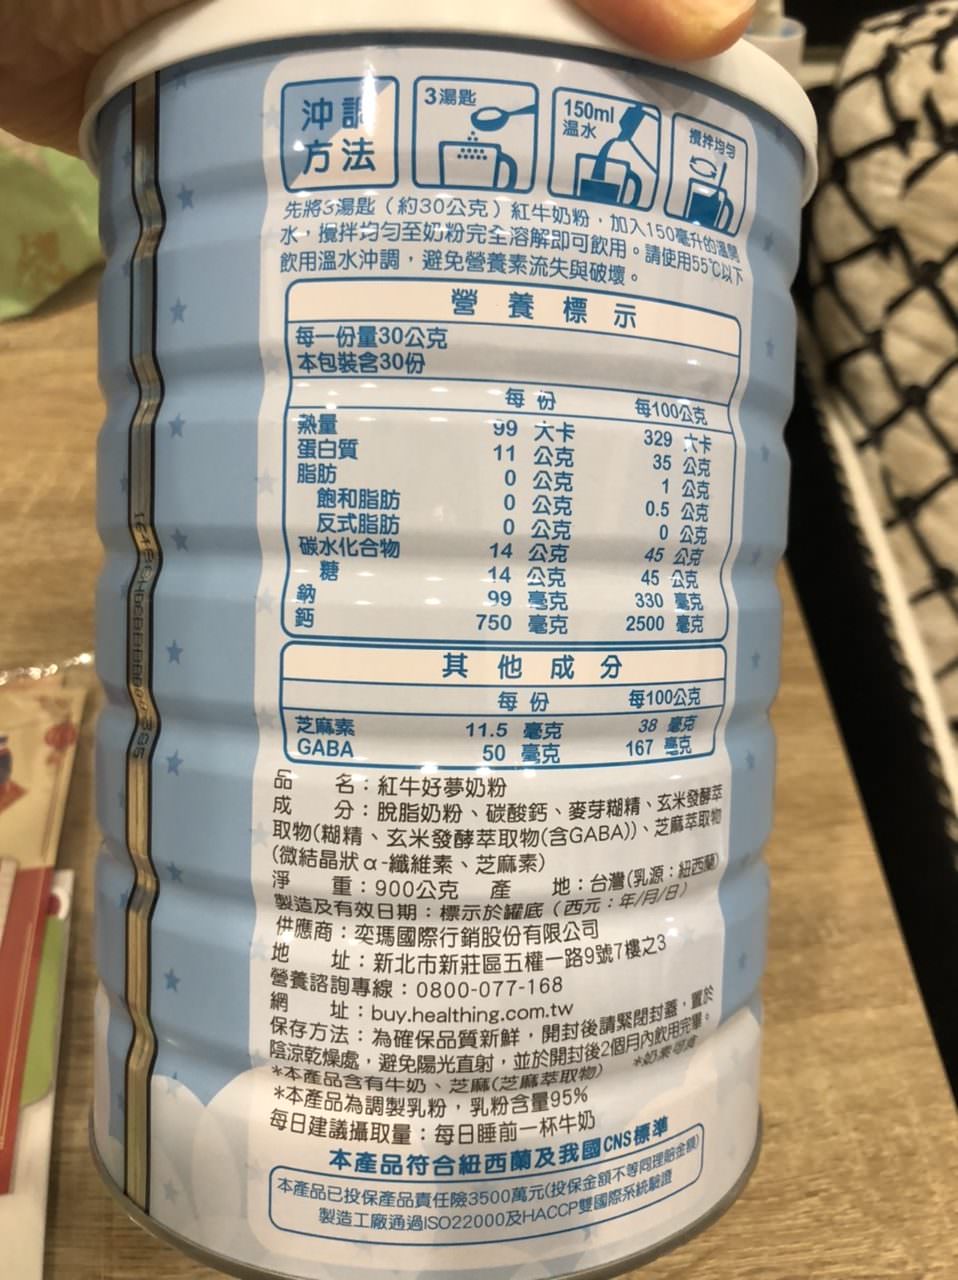 沖調
方法
3湯匙
150ml
溫水
攪拌均勻
先將3湯匙(約30公克)紅牛奶粉,加入150毫升的溫開
水,攪拌均勻至奶粉完全溶解即可飲用。請使用55℃以下
飲用溫水沖調,避免營養素流失與破壞。
營養標示
每一份量30公克
本包裝含30份
每份 每100公克
熱量 99 大卡 329 大卡
蛋白質 11 公克 35 公克
脂肪 0 公克 1 公克
飽和脂肪 0 公克 0.5 公克
反式脂肪 0 公克 0 公克
碳水化合物 14 公克 45 公克
糖 14 公克 45 公克
鈉 99 毫克 330 毫克
鈣 750 毫克 2500 毫克
其他成分
每份 每100公克
芝麻素 11.5 毫克 38 毫克
GABA 50 毫克 167 毫克
品名:紅牛好夢奶粉
成分:脫脂奶粉、碳酸鈣、麥芽糊精、玄米發酵萃
取物(糊精、玄米發酵萃取物(含GABA))、芝麻萃取物
(微結晶狀α-纖維素、芝麻素)
淨重:900公克 產地:台灣(乳源:紐西蘭)
製造及有效日期:標示於罐底(西元:年/月/日)
供應商:奕瑪國際行銷股份有限公司
地址:新北市新莊區五權一路9號7樓之3
營養諮詢專線:0800-077-168
網址:buy.healthing.com.tw
保存方法:為確保品質新鮮,開封後請緊閉封蓋,置於
陰涼乾燥處,避免陽光直射,並於開封後2個月內飲用完畢。
*本產品含有牛奶、芝麻(芝麻萃取物) *奶素可食
*本產品為調製乳粉,乳粉含量95%
每日建議攝取量:每日睡前一杯牛奶
本產品符合紐西蘭及我國CNS標準
本產品已投保產品責任險3500萬元(投保金額不等同理賠金額)
製造工廠通過ISO22000及HACCP雙國際系統驗證